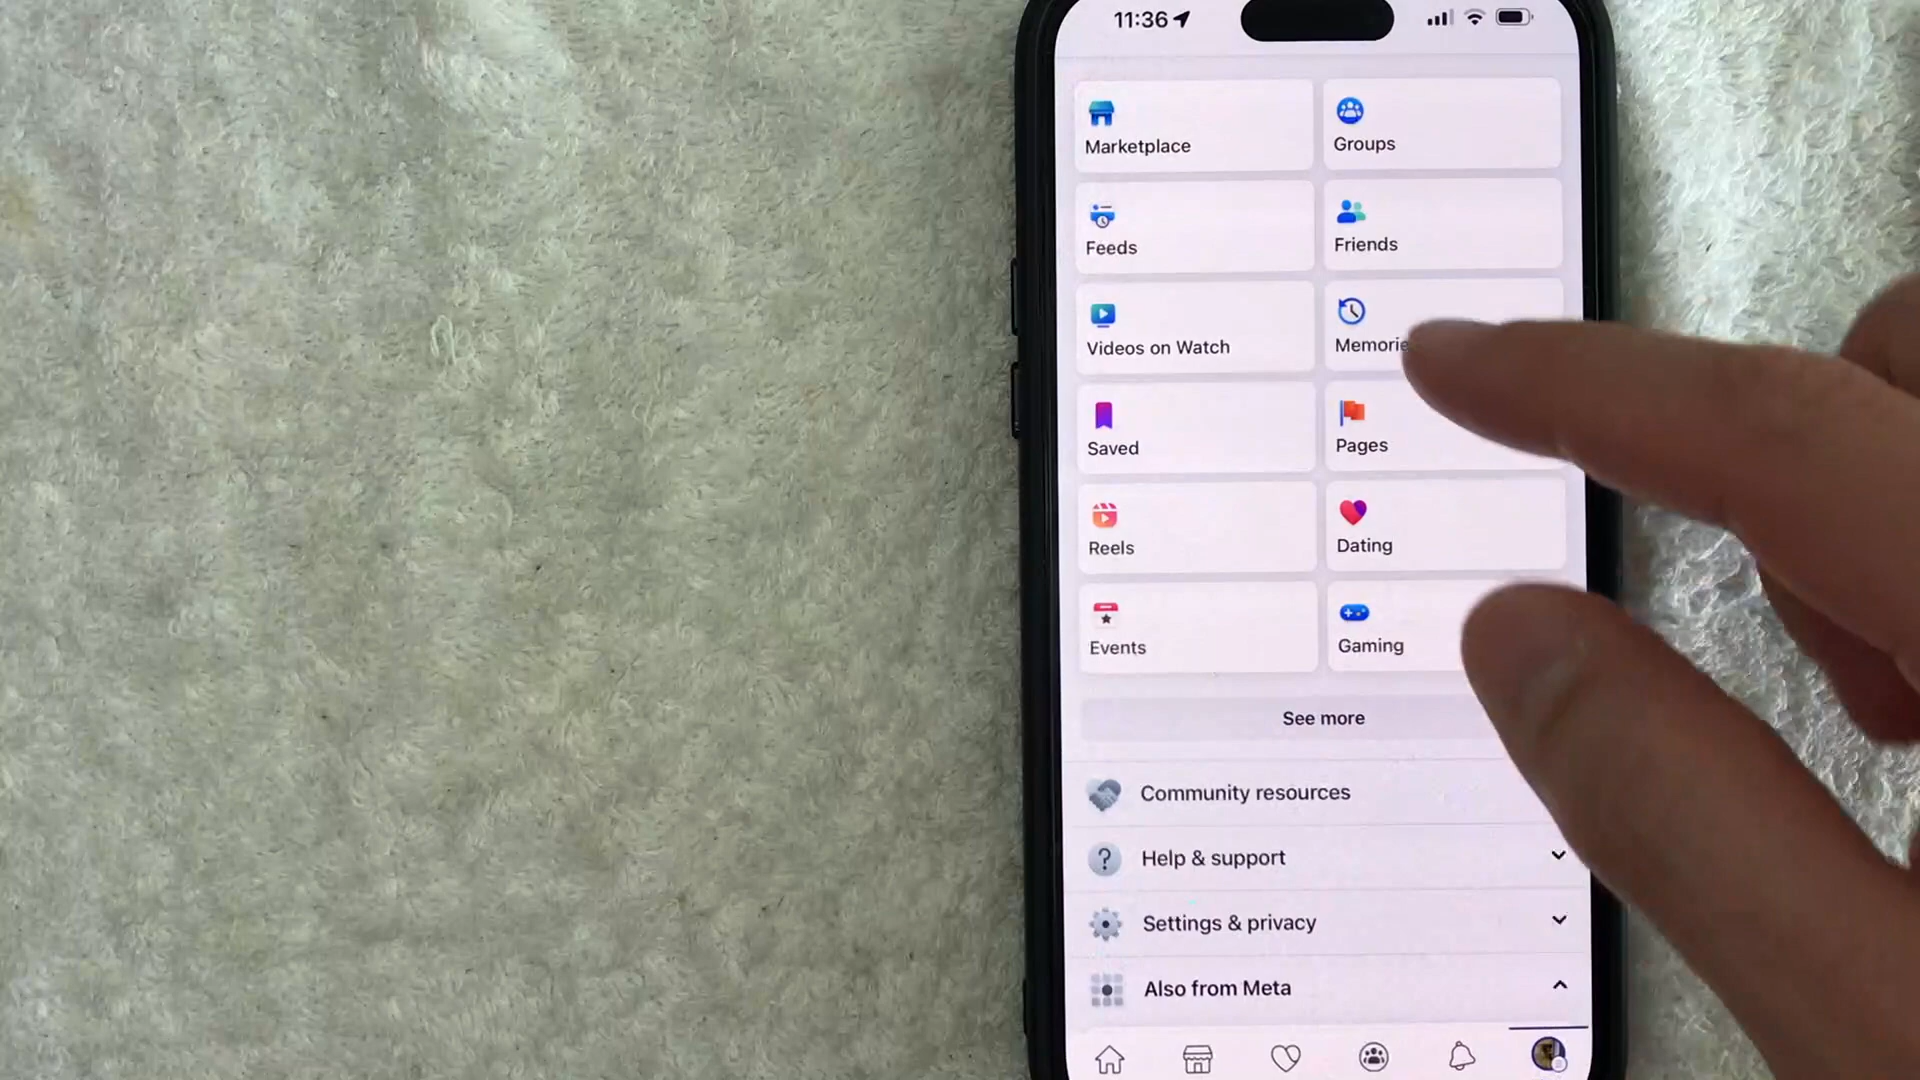 11:36
Marketplace
Groups
Feeds
Friends
Videos on Watch
Memorie
Saved
Pages
Reels
Dating
Events
Gaming
See more
Community resources
Help & support
Settings & privacy
Also from Meta